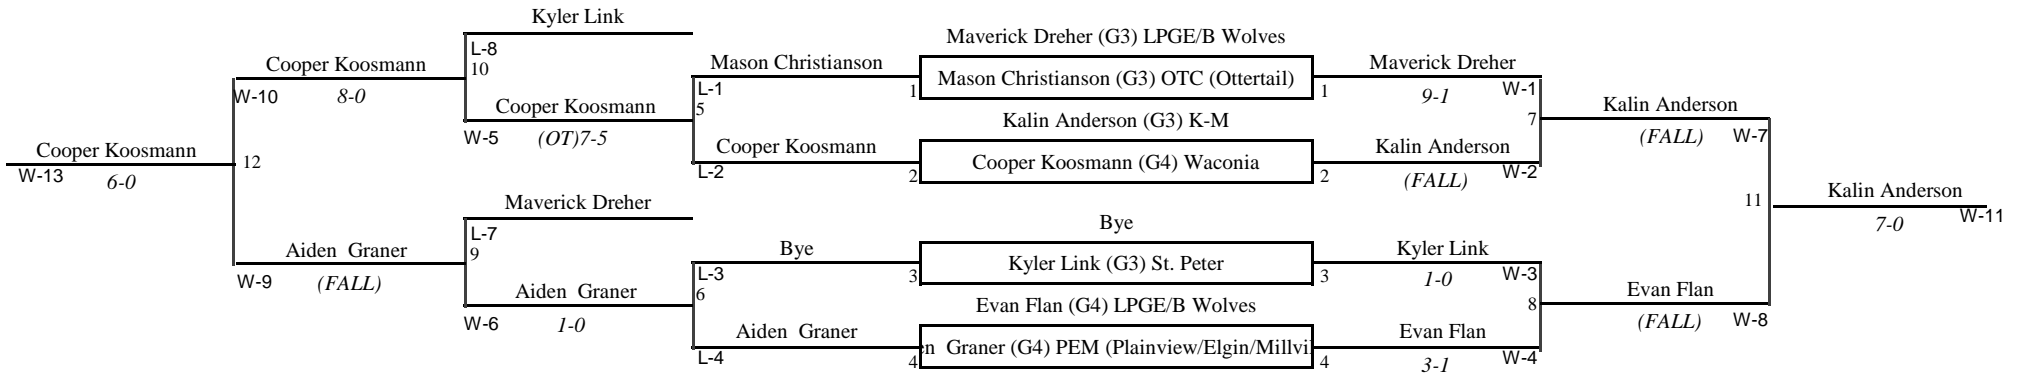 Kyler Link
L-8
10
Cooper Koosmann
W-10
8-0
Cooper Koosmann
W-5
(OT)7-5
Cooper Koosmann
W-13
6-0
12
Maverick Dreher
L-7
9
Aiden Graner
W-9
(FALL)
Aiden Graner
W-6
1-0
Mason Christianson
L-1
1
5
Cooper Koosmann
L-2
2
Bye
L-3
3
6
Aiden Graner
L-4
4
Maverick Dreher (G3) LPGE/B Wolves
Mason Christianson (G3) OTC (Ottertail)
Kalin Anderson (G3) K-M
Cooper Koosmann (G4) Waconia
Bye
Kyler Link (G3) St. Peter
Evan Flan (G4) LPGE/B Wolves
n Graner (G4) PEM (Plainview/Elgin/Millvi
Maverick Dreher
1
9-1
W-1
7
Kalin Anderson
2
(FALL)
W-2
Kyler Link
3
1-0
W-3
8
Evan Flan
4
3-1
W-4
Kalin Anderson
(FALL)
W-7
Evan Flan
(FALL)
W-8
11
Kalin Anderson
7-0
W-11